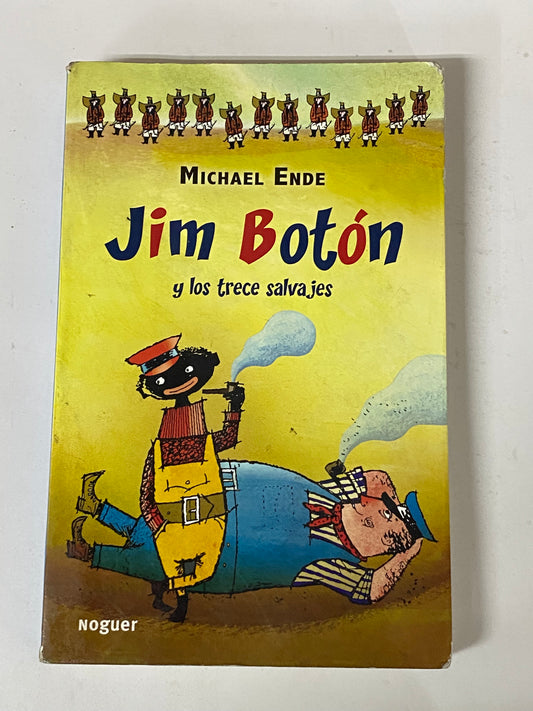 Michael Ende
Jim Botón
y los trece salvajes
Noguer